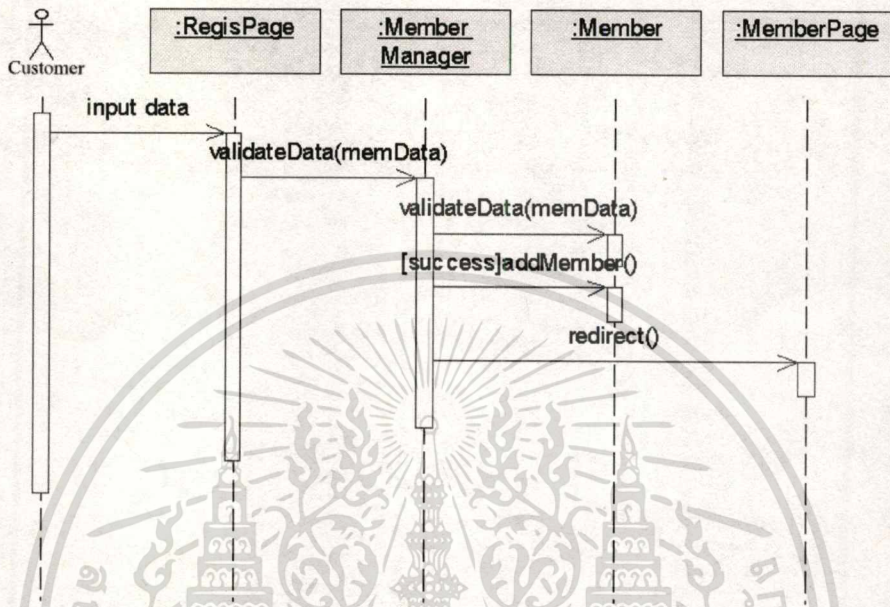 :RegisPage
:Member
Manager
:Member
:MemberPage
Customer
input data
validateData(memData)
validateData(memData)
[success]addMember()
redirect()